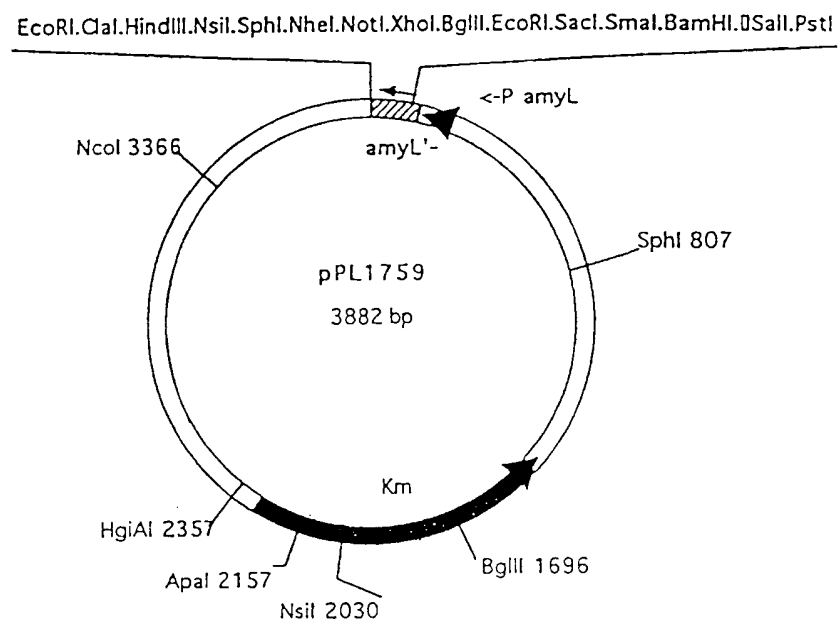 EcoRI.ClaI.HindIII.NsiI.SphI.NheI.NotI.XhoI.BglII.EcoRI.SacI.SmaI.BamHI.▯SalI.PstI
<-P amyL
amyL'-
NcoI 3366
SphI 807
pPL1759
3882 bp
Km
HgiAI 2357
BglII 1696
ApaI 2157
NsiI 2030